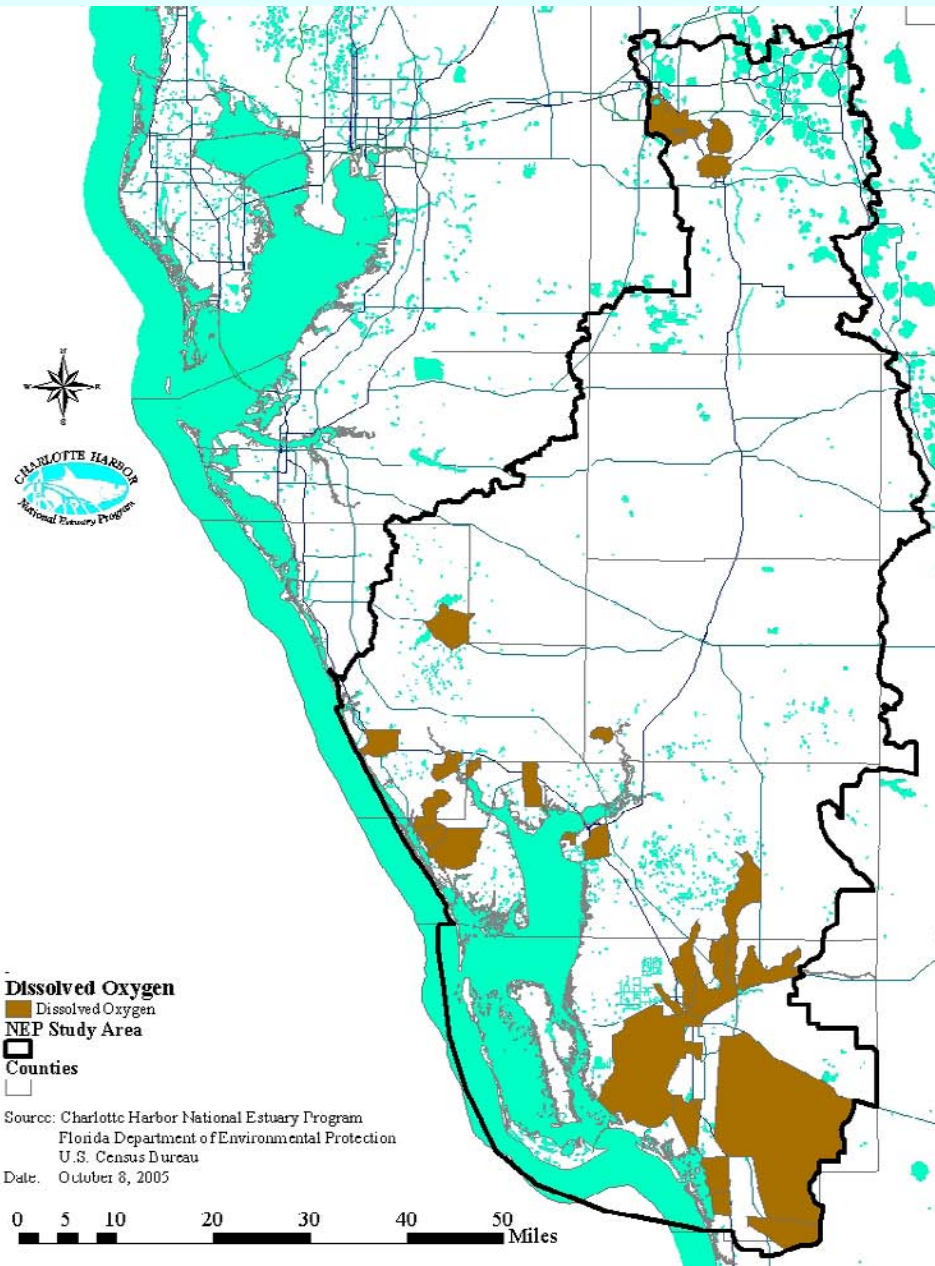 N
W
E
S
CHARLOTTE HARBOR
National Estuary Program
Dissolved Oxygen
Dissolved Oxygen
NEP Study Area
Counties
Source: Charlotte Harbor National Estuary Program
Florida Department of Environmental Protection
U.S. Census Bureau
Date: October 8, 2005
0 5 10 20 30 40 50
Miles